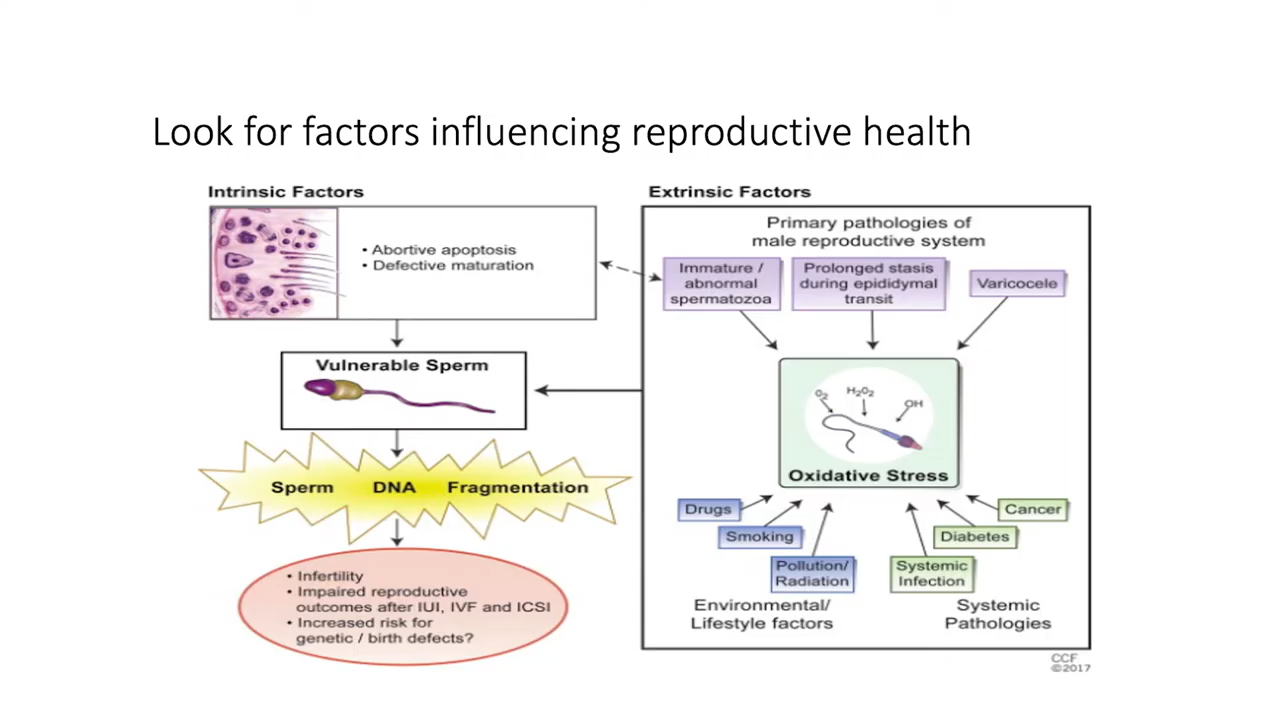 Look for factors influencing reproductive health
Intrinsic Factors
• Abortive apoptosis
• Defective maturation
Vulnerable Sperm
Sperm DNA Fragmentation
• Infertility
• Impaired reproductive
outcomes after IUI, IVF and ICSI
• Increased risk for
genetic / birth defects?
Extrinsic Factors
Primary pathologies of
male reproductive system
Immature /
abnormal
spermatozoa
Prolonged stasis
during epididymal
transit
Varicocele
O₂
H₂O₂
OH
Oxidative Stress
Drugs
Smoking
Pollution/
Radiation
Environmental/
Lifestyle factors
Cancer
Diabetes
Systemic
Infection
Systemic
Pathologies
CCF
©2017